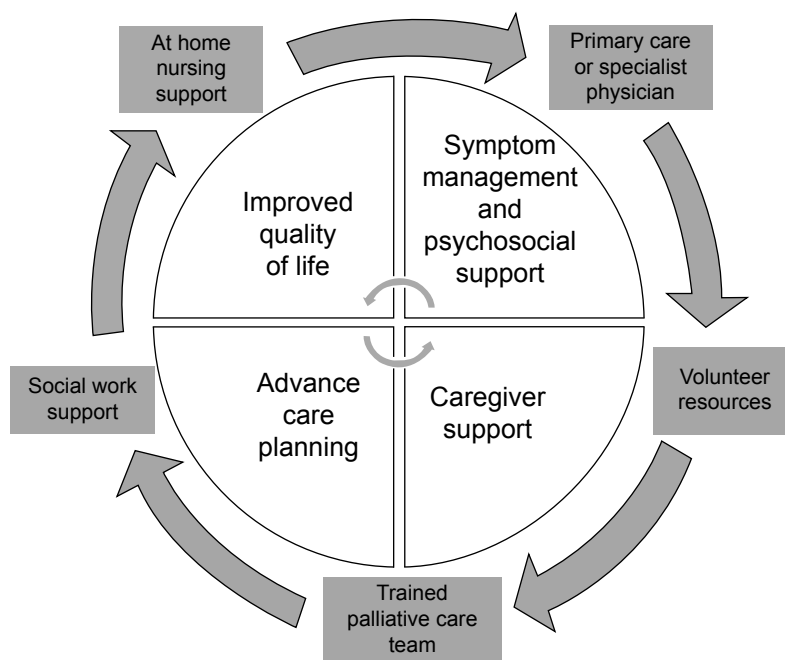 At home
nursing
support
Primary care
or specialist
physician
Improved
quality
of life
Symptom
management
and
psychosocial
support
Social work
support
Advance
care
planning
Caregiver
support
Volunteer
resources
Trained
palliative care
team